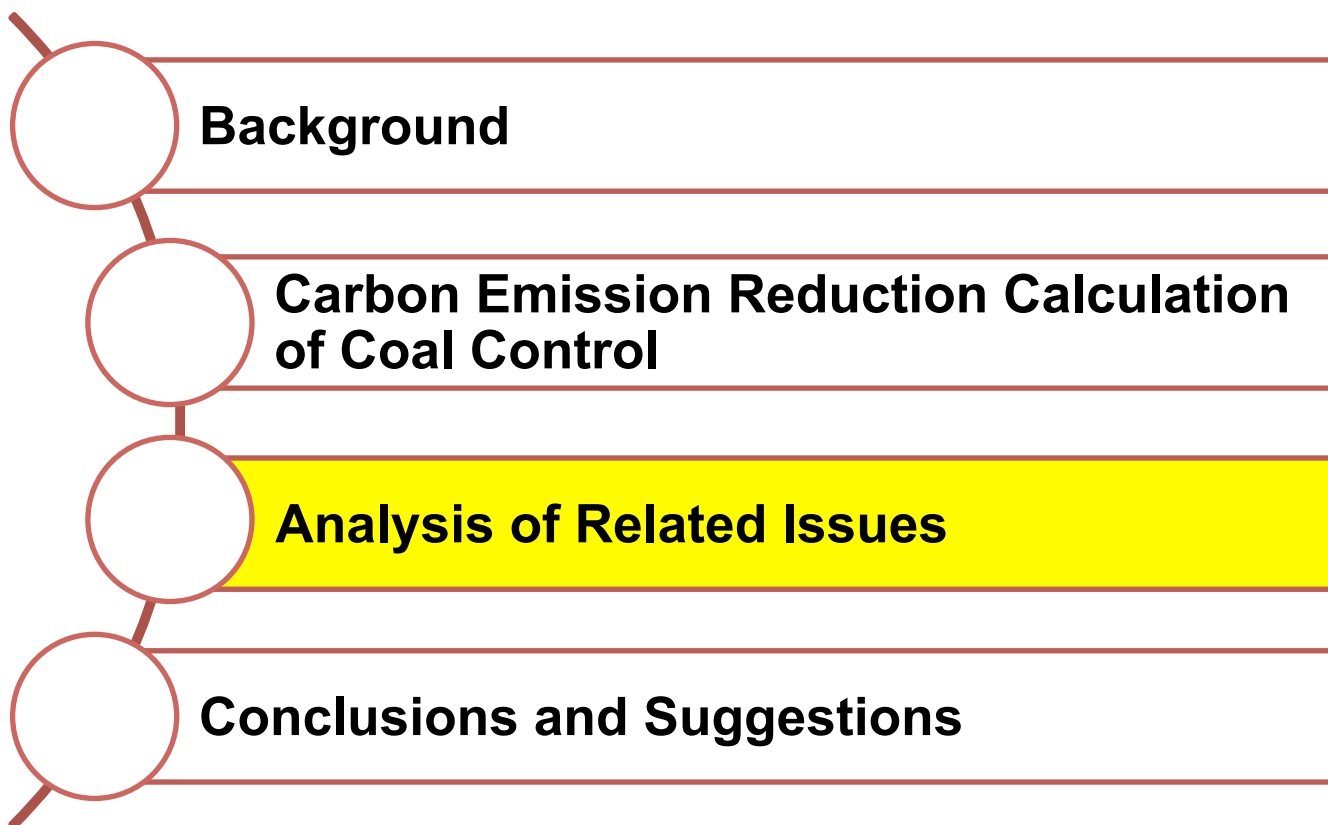 Background
Carbon Emission Reduction Calculation
of Coal Control
Analysis of Related Issues
Conclusions and Suggestions